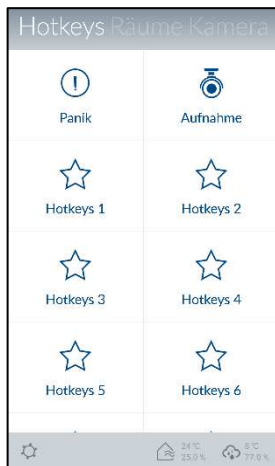 Hotkeys Räume Kamera
Panik Aufnahme
Hotkeys 1 Hotkeys 2
Hotkeys 3 Hotkeys 4
Hotkeys 5 Hotkeys 6
24 °C 8 °C
25.0 % 77.0 %